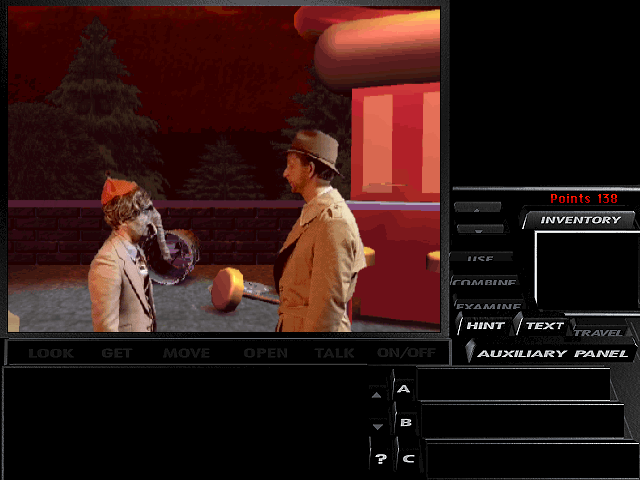 Points 138
INVENTORY
USE
COMBINE
EXAMINE
HINT TEXT TRAVEL
LOOK GET MOVE OPEN TALK ON/OFF
AUXILIARY PANEL
A
B
? C